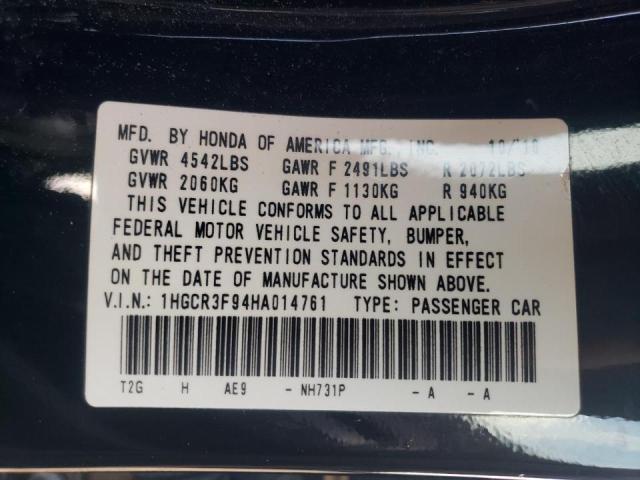 MFD. BY HONDA OF AMERICA MFG., INC.
GVWR 4542LBS GAWR F 2491LBS R 2072LBS
GVWR 2060KG GAWR F 1130KG R 940KG
THIS VEHICLE CONFORMS TO ALL APPLICABLE
FEDERAL MOTOR VEHICLE SAFETY, BUMPER,
AND THEFT PREVENTION STANDARDS IN EFFECT
ON THE DATE OF MANUFACTURE SHOWN ABOVE.
V.I.N.: 1HGCR3F94HA014761 TYPE: PASSENGER CAR
T2G H AE9 - NH731P - A - A